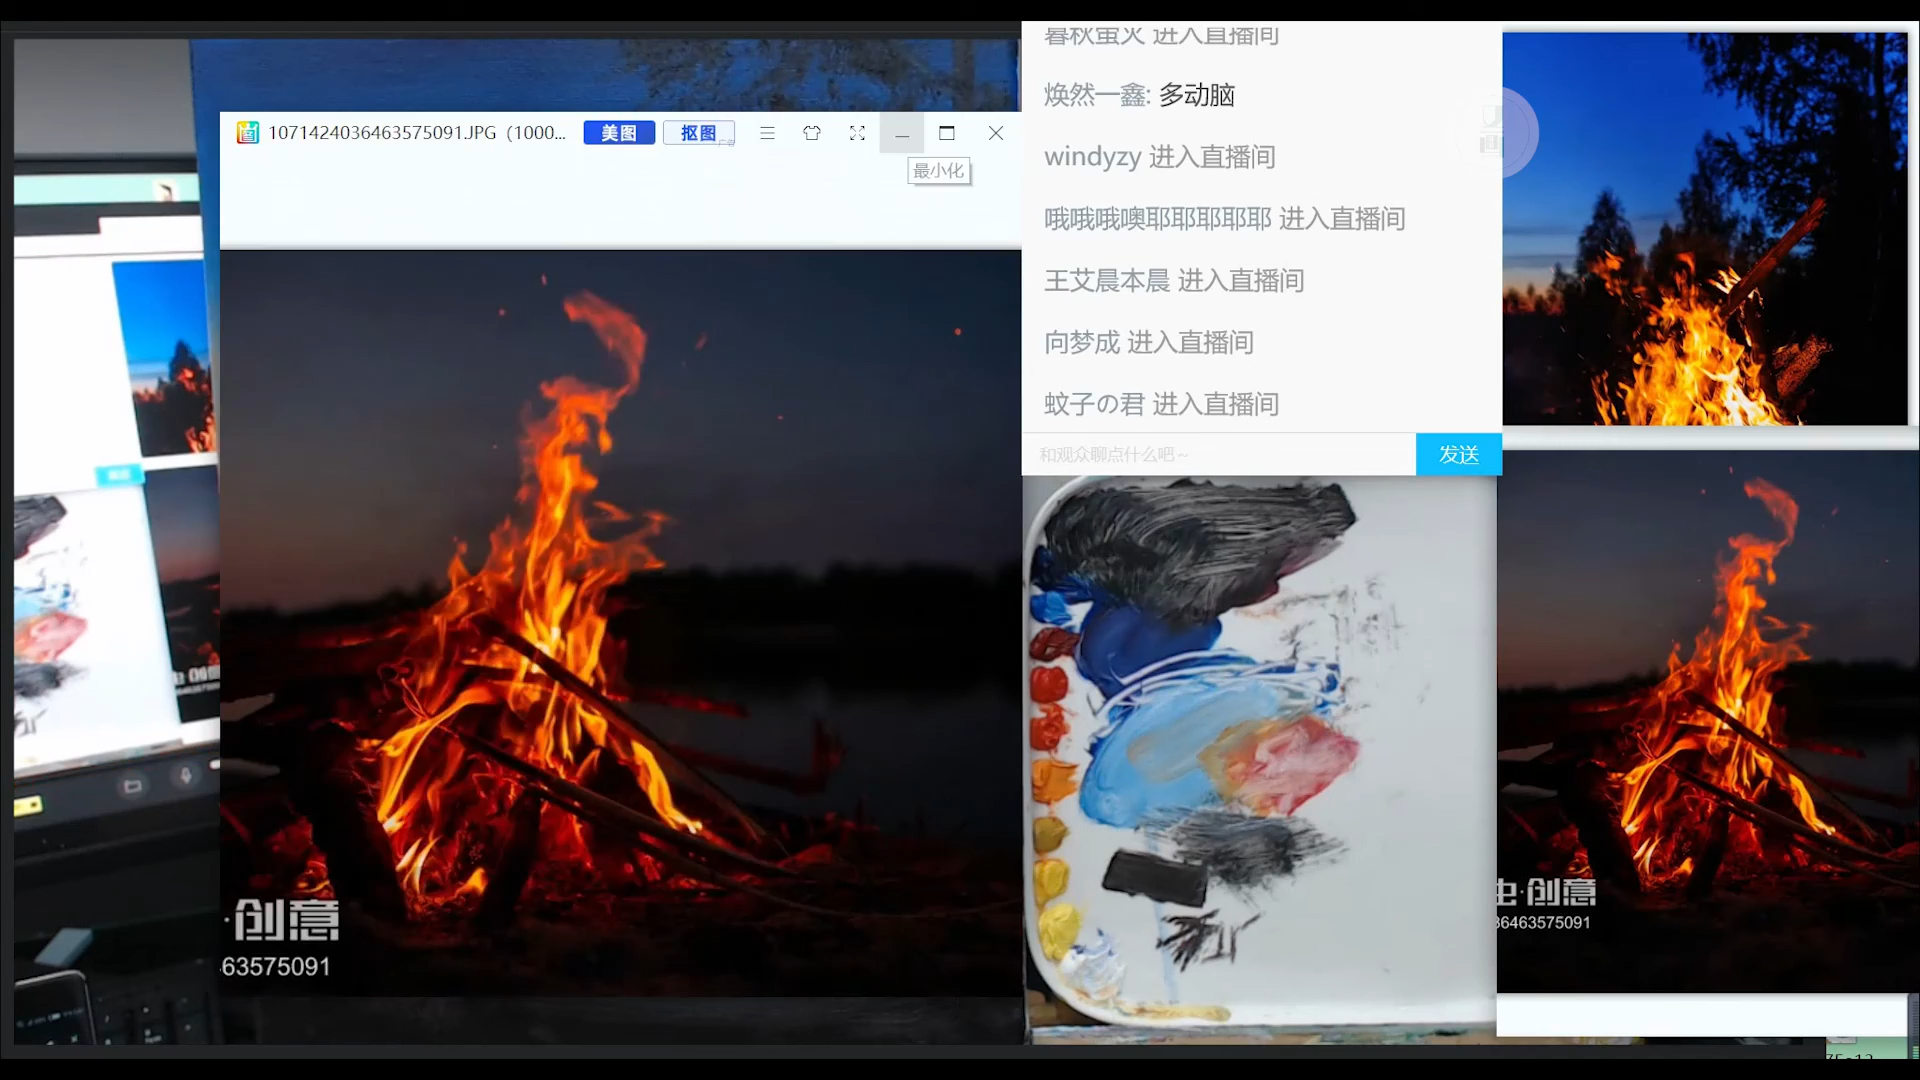 1071424036463575091.JPG (1000...
美图
抠图
最小化
·创意
63575091
暮秋萤火 进入直播间
焕然一鑫: 多动脑
windyzy 进入直播间
哦哦哦噢耶耶耶耶耶 进入直播间
王艾晨本晨 进入直播间
向梦成 进入直播间
蚊子の君 进入直播间
和观众聊点什么吧~
发送
虫·创意
36463575091